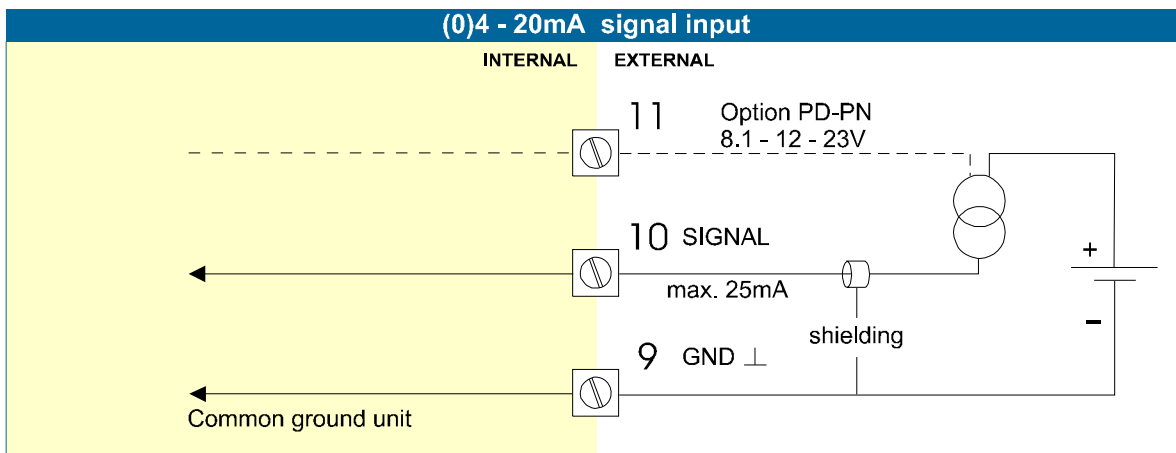 (0)4 - 20mA signal input
INTERNAL EXTERNAL
11 Option PD-PN
8.1 - 12 - 23V
10 SIGNAL
max. 25mA
+
-
shielding
9 GND ⊥
Common ground unit